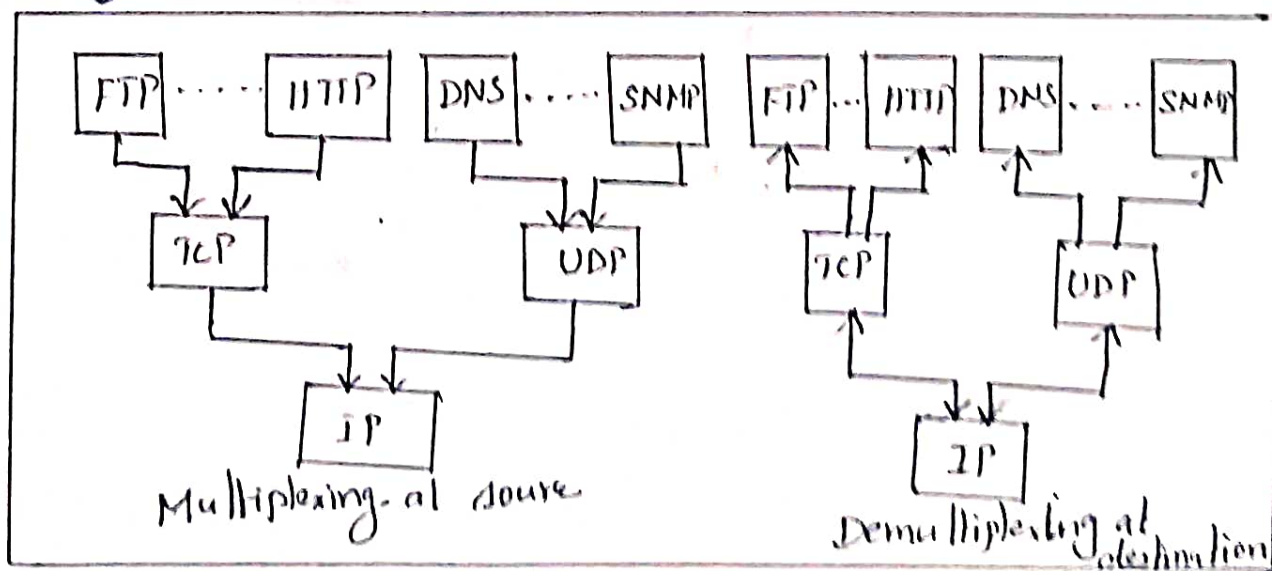 FTP ..... HTTP DNS ..... SNMP FTP ... HTTP DNS ..... SNMP
TCP UDP TCP UDP
IP IP
Multiplexing at source
Demultiplexing at
destination